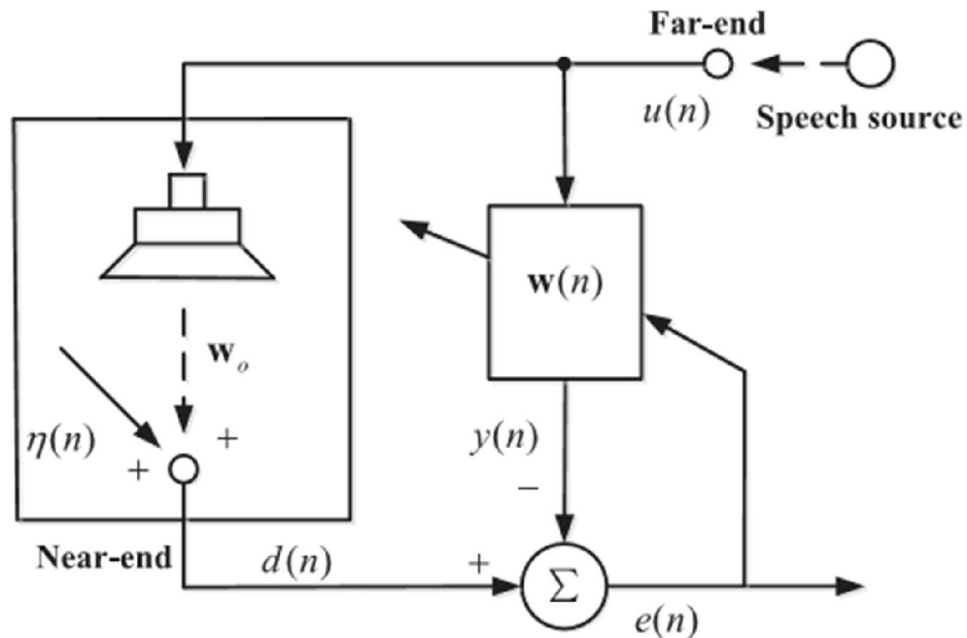 Far-end
u(n)
Speech source
w(n)
w_o
η(n)
+
+
y(n)
−
Near-end
d(n)
+
Σ
e(n)